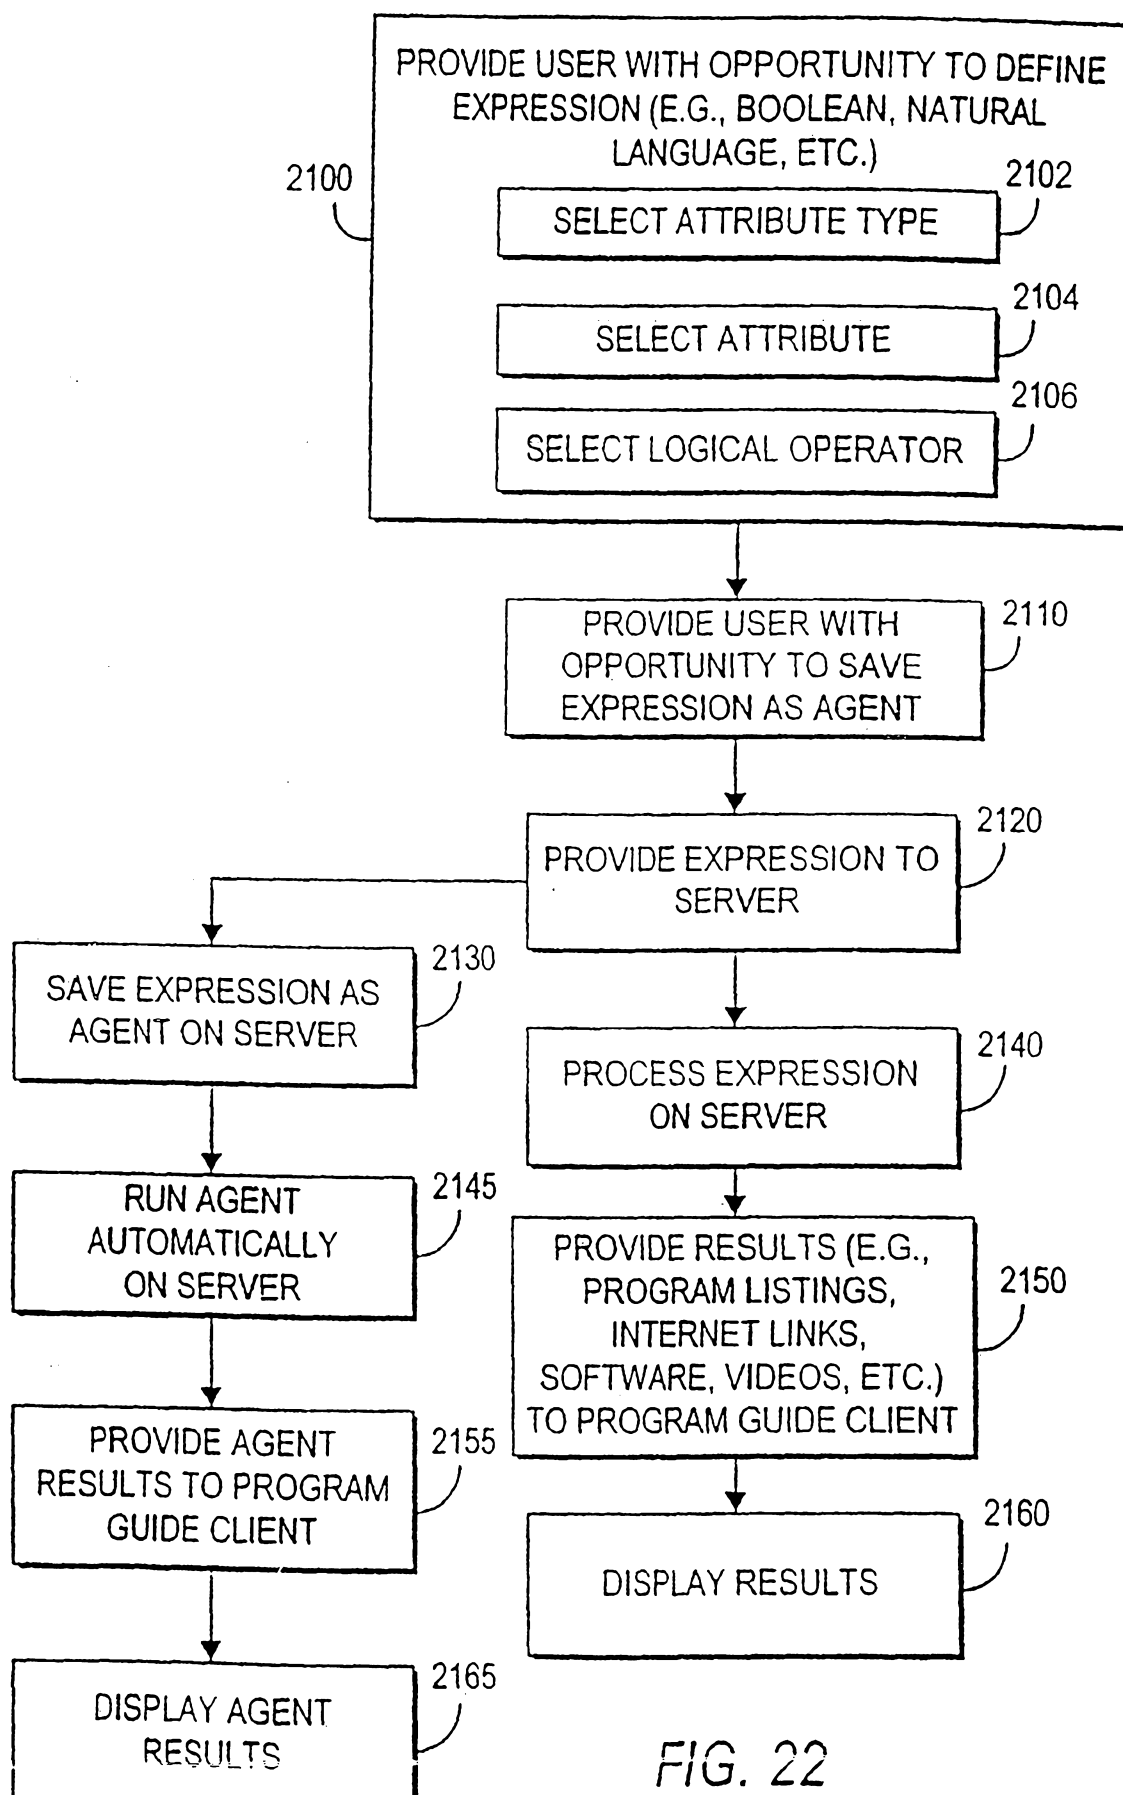 PROVIDE USER WITH OPPORTUNITY TO DEFINE
EXPRESSION (E.G., BOOLEAN, NATURAL
LANGUAGE, ETC.)
2100
2102
SELECT ATTRIBUTE TYPE
2104
SELECT ATTRIBUTE
2106
SELECT LOGICAL OPERATOR
2110
PROVIDE USER WITH
OPPORTUNITY TO SAVE
EXPRESSION AS AGENT
2120
PROVIDE EXPRESSION TO
SERVER
2130
SAVE EXPRESSION AS
AGENT ON SERVER
2140
PROCESS EXPRESSION
ON SERVER
2145
RUN AGENT
AUTOMATICALLY
ON SERVER
2150
PROVIDE RESULTS (E.G.,
PROGRAM LISTINGS,
INTERNET LINKS,
SOFTWARE, VIDEOS, ETC.)
TO PROGRAM GUIDE CLIENT
2155
PROVIDE AGENT
RESULTS TO PROGRAM
GUIDE CLIENT
2160
DISPLAY RESULTS
2165
DISPLAY AGENT
RESULTS
FIG. 22